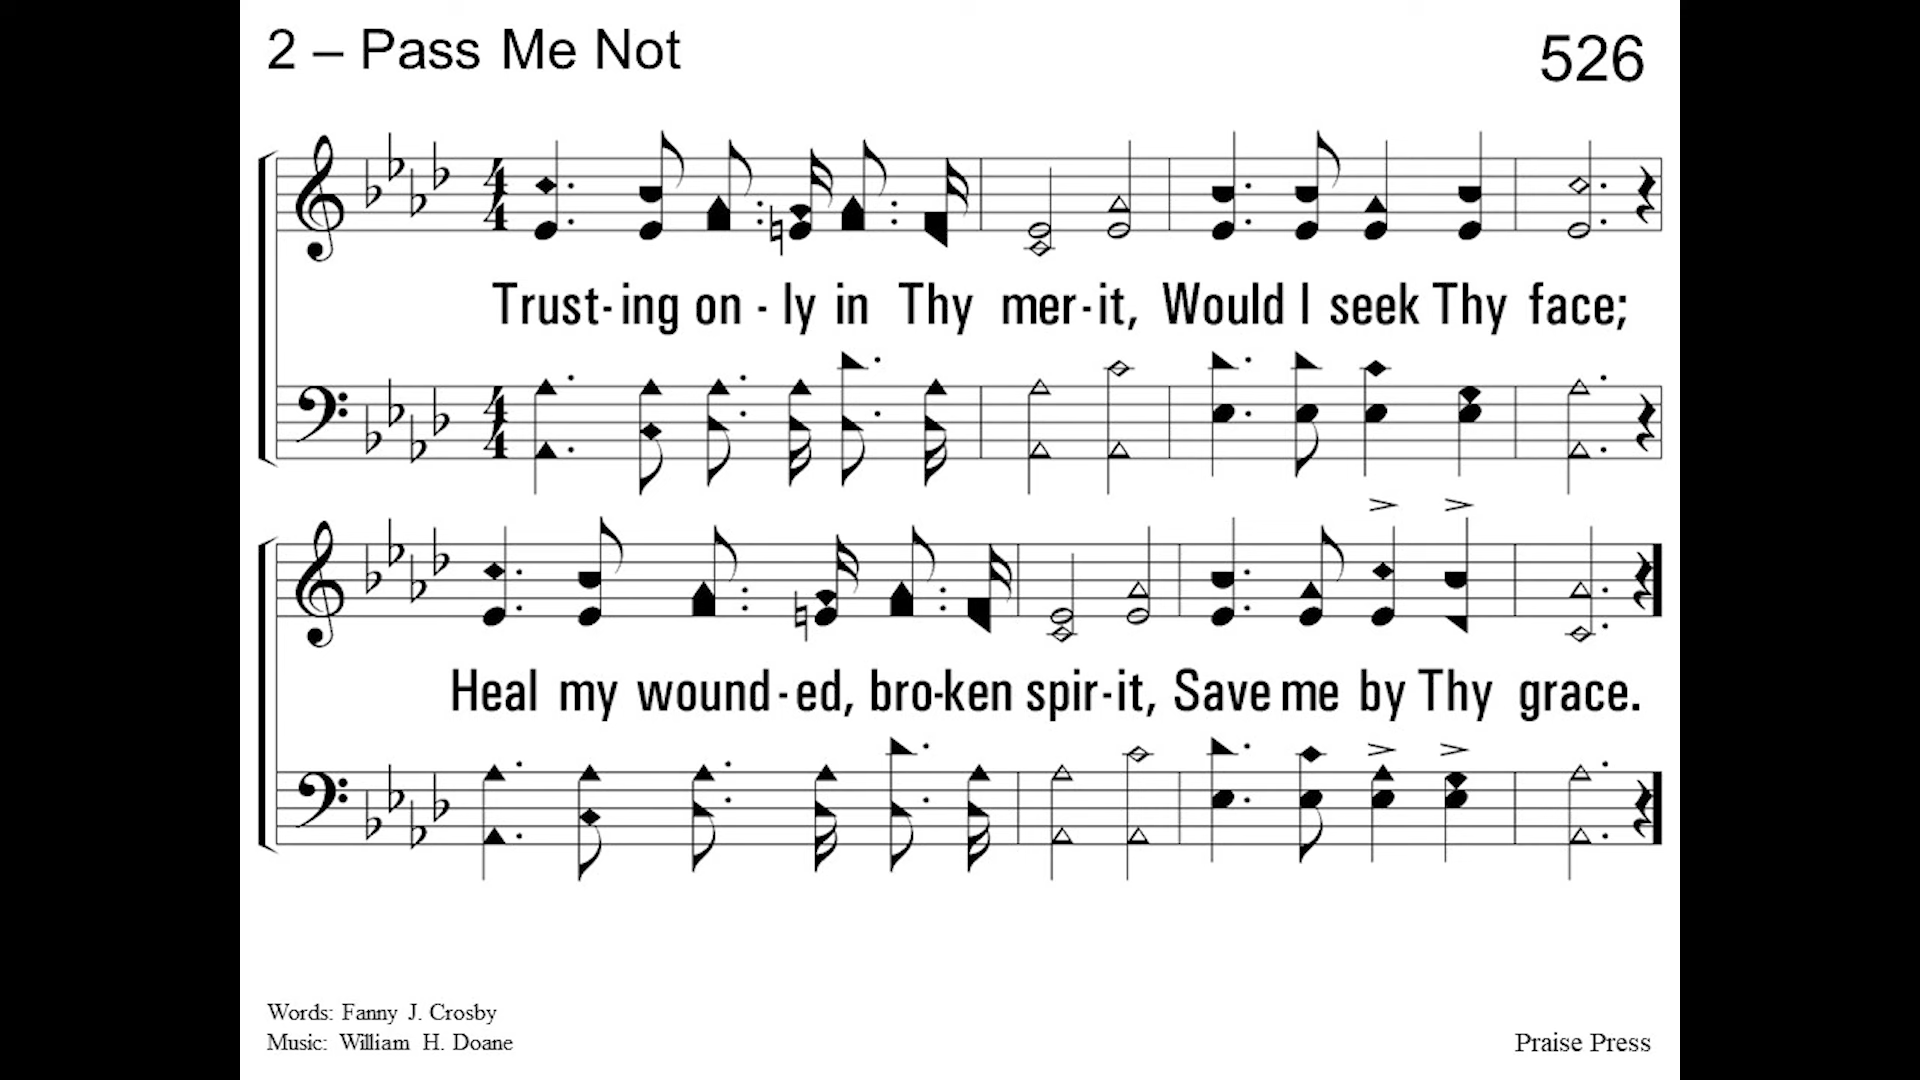 2 – Pass Me Not
526
Trust-ing on - ly in Thy mer-it, Would I seek Thy face;
Heal my wound-ed, bro-ken spir-it, Save me by Thy grace.
Words: Fanny J. Crosby
Music: William H. Doane
Praise Press